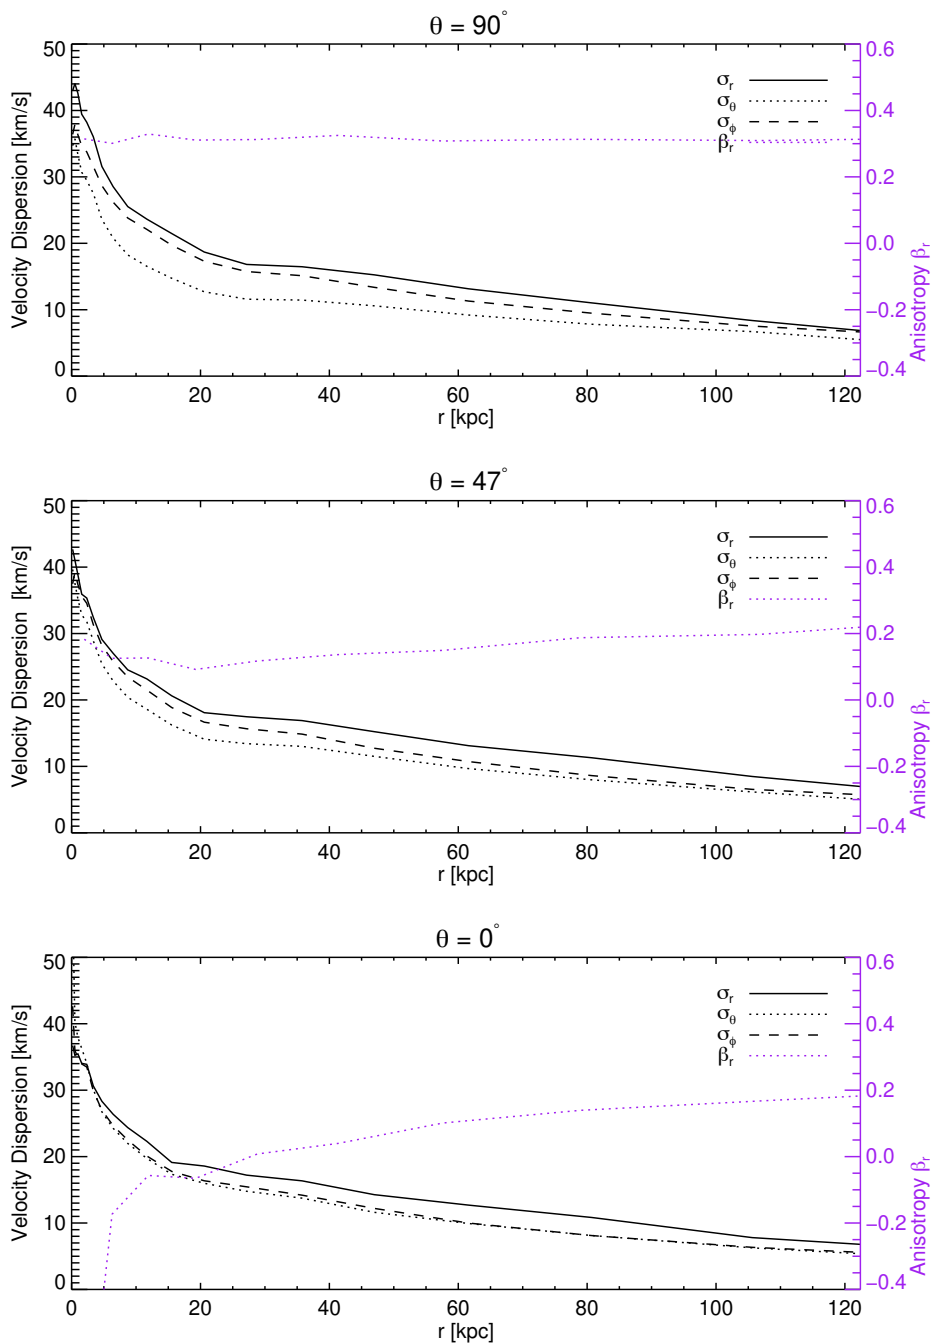 θ = 90°
50
40
30
20
10
0
Velocity Dispersion [km/s]
0 20 40 60 80 100 120
r [kpc]
0.6
0.4
0.2
0.0
−0.2
−0.4
Anisotropy βr
σr
σθ
σϕ
βr
θ = 47°
50
40
30
20
10
0
Velocity Dispersion [km/s]
0 20 40 60 80 100 120
r [kpc]
0.6
0.4
0.2
0.0
−0.2
−0.4
Anisotropy βr
σr
σθ
σϕ
βr
θ = 0°
50
40
30
20
10
0
Velocity Dispersion [km/s]
0 20 40 60 80 100 120
r [kpc]
0.6
0.4
0.2
0.0
−0.2
−0.4
Anisotropy βr
σr
σθ
σϕ
βr